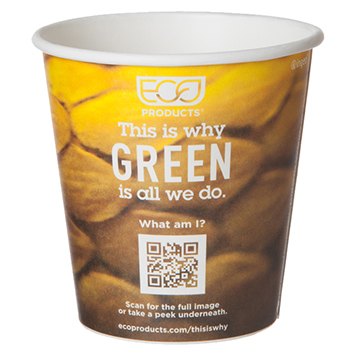 ECO
PRODUCTS
This is why
GREEN
is all we do.
What am I?
Scan for the full image
or take a peek underneath.
ecoproducts.com/thisiswhy